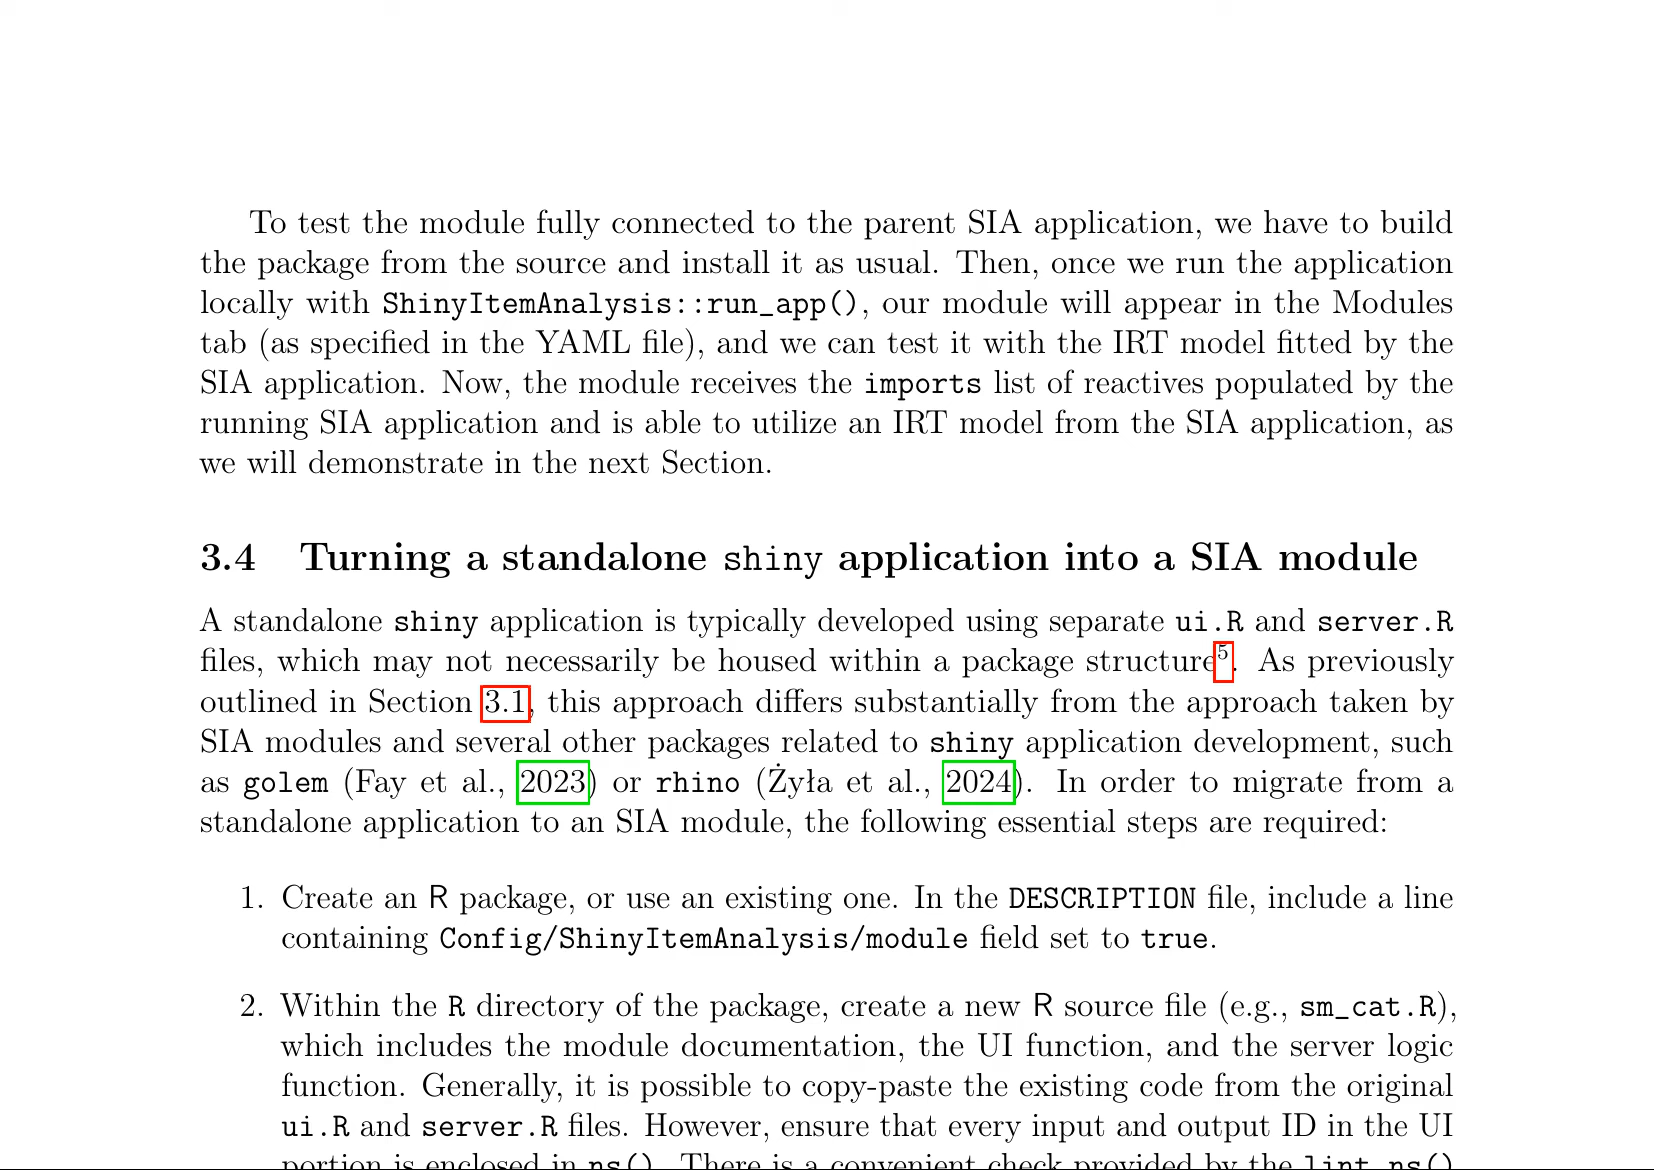 To test the module fully connected to the parent SIA application, we have to build
the package from the source and install it as usual. Then, once we run the application
locally with ShinyItemAnalysis::run_app(), our module will appear in the Modules
tab (as specified in the YAML file), and we can test it with the IRT model fitted by the
SIA application. Now, the module receives the imports list of reactives populated by the
running SIA application and is able to utilize an IRT model from the SIA application, as
we will demonstrate in the next Section.
3.4 Turning a standalone shiny application into a SIA module
A standalone shiny application is typically developed using separate ui.R and server.R
files, which may not necessarily be housed within a package structure5. As previously
outlined in Section 3.1, this approach differs substantially from the approach taken by
SIA modules and several other packages related to shiny application development, such
as golem (Fay et al., 2023) or rhino (Żyła et al., 2024). In order to migrate from a
standalone application to an SIA module, the following essential steps are required:
1. Create an R package, or use an existing one. In the DESCRIPTION file, include a line
containing Config/ShinyItemAnalysis/module field set to true.
2. Within the R directory of the package, create a new R source file (e.g., sm_cat.R),
which includes the module documentation, the UI function, and the server logic
function. Generally, it is possible to copy-paste the existing code from the original
ui.R and server.R files. However, ensure that every input and output ID in the UI
portion is enclosed in ns(). There is a convenient check provided by the lint_ns()